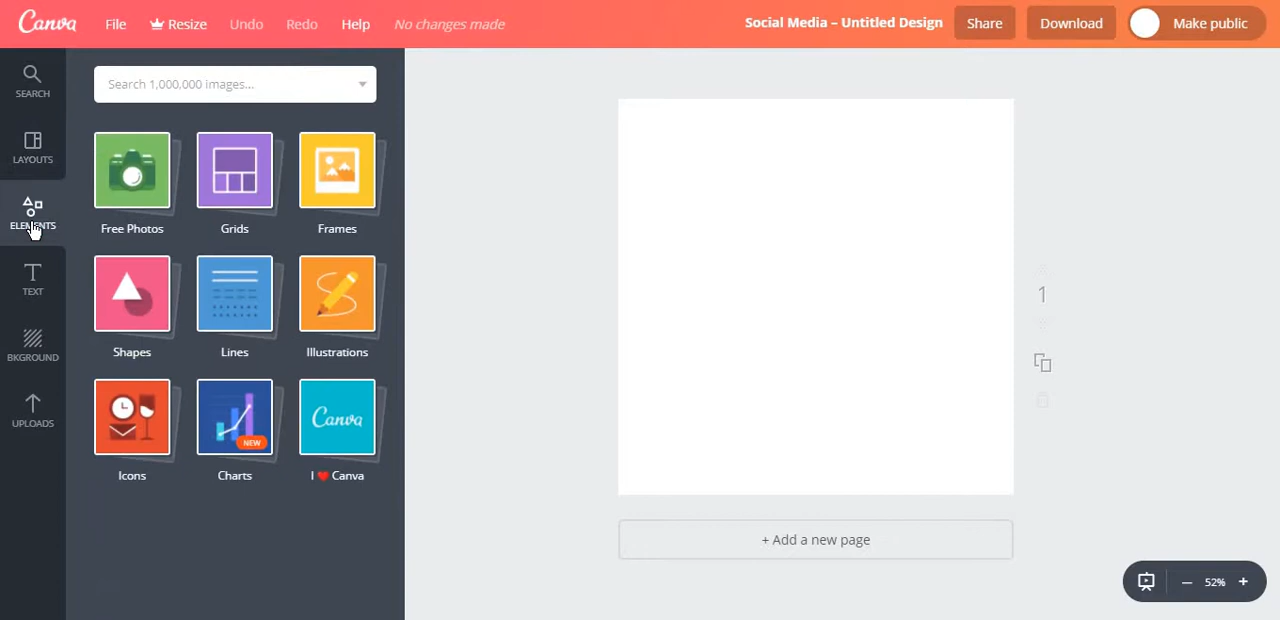 Canva File Resize Undo Redo Help No changes made Social Media – Untitled Design Share Download Make public
SEARCH
LAYOUTS
ELEMENTS
TEXT
BKGROUND
UPLOADS
Search 1,000,000 images...
Free Photos Grids Frames
Shapes Lines Illustrations
NEW
Canva
Icons Charts I ❤ Canva
1
+ Add a new page
52%